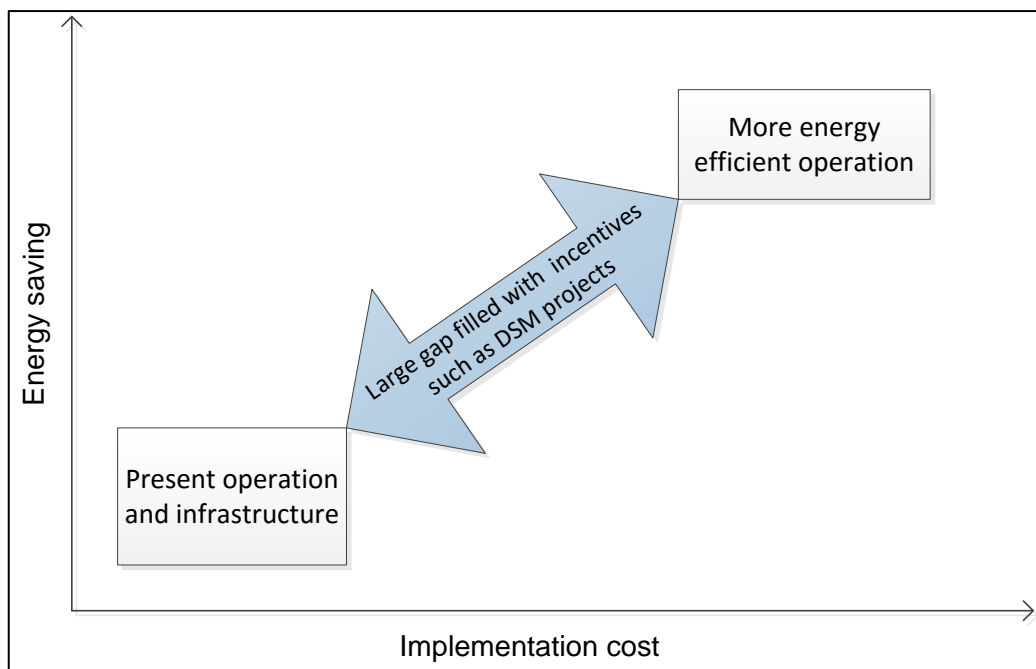 More energy
efficient operation
Energy saving
Large gap filled with incentives
such as DSM projects
Present operation
and infrastructure
Implementation cost